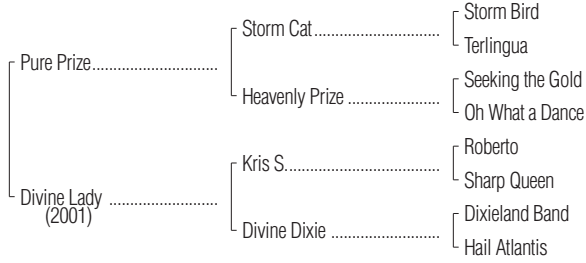 Storm Bird
Storm Cat
Terlingua
Pure Prize
Seeking the Gold
Heavenly Prize
Oh What a Dance
Roberto
Kris S.
Sharp Queen
Divine Lady
(2001)
Dixieland Band
Divine Dixie
Hail Atlantis